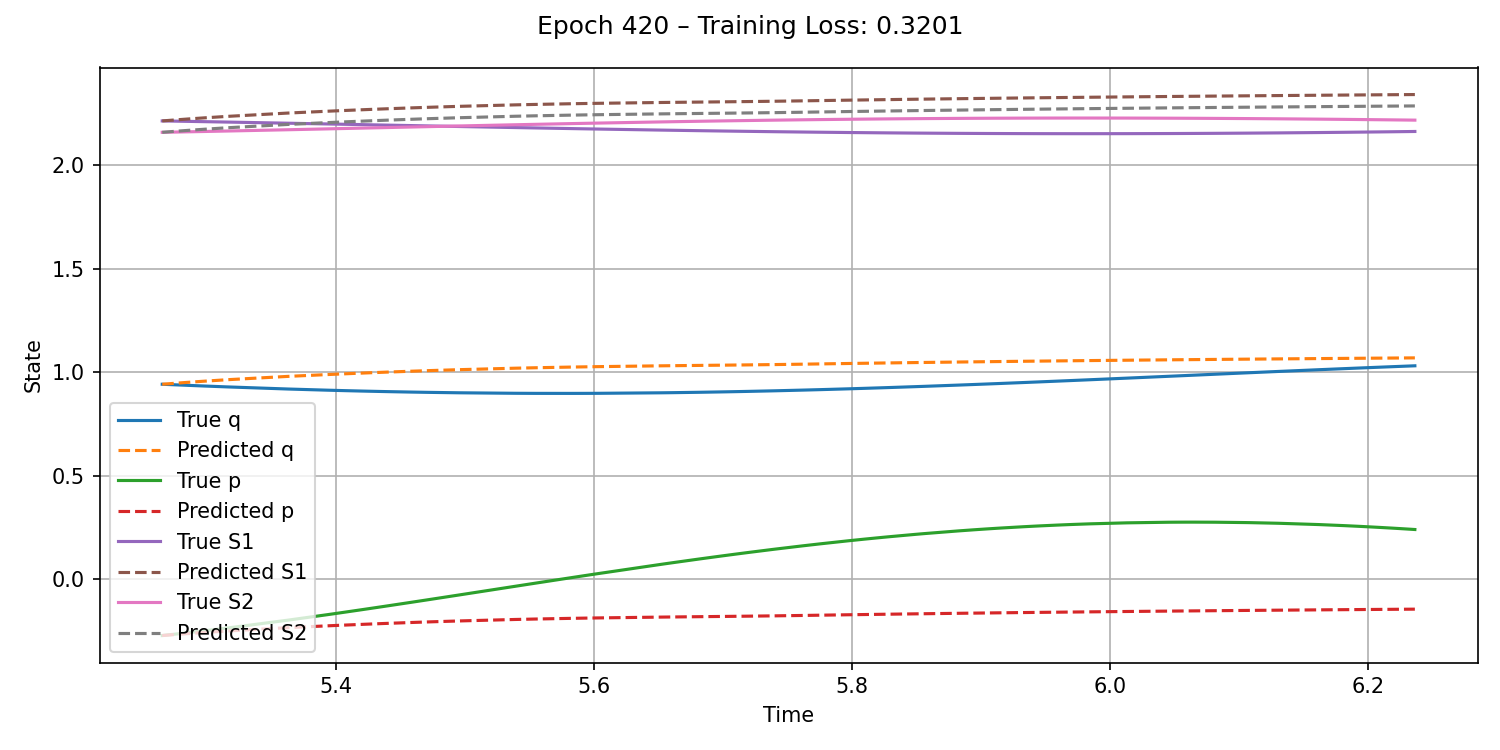 Epoch 420 – Training Loss: 0.3201
State
2.0
1.5
1.0
0.5
0.0
True q
Predicted q
True p
Predicted p
True S1
Predicted S1
True S2
Predicted S2
5.4 5.6 5.8 6.0 6.2
Time